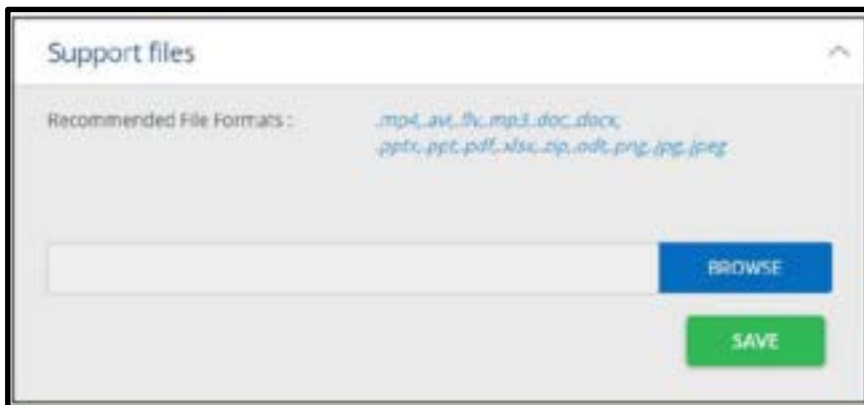 Support files
Recommended File Formats :
.mp4,.avi,.flv,.mp3,.doc,.docx,
.pptx,.ppt,.pdf,.xlsx,.zip,.odt,.png,.jpg,.jpeg
BROWSE
SAVE